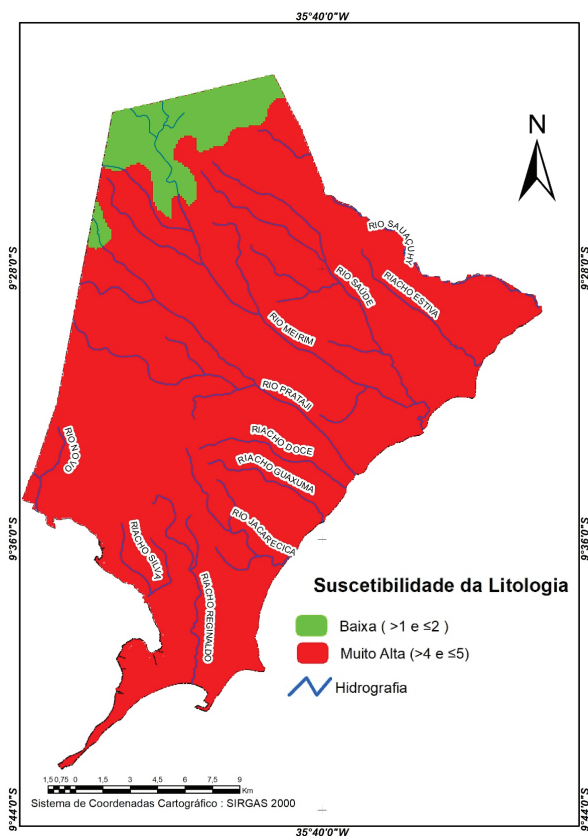 35°40'0"W
N
9°28'0"S
9°28'0"S
RIO SAUAÇUHY
RIO SAÚDE
RIACHO ESTIVA
RIO MEIRIM
RIO PRATAJI
RIACHO DOCE
RIACHO GUAXUMA
RIO NOVO
RIO JACARECICA
RIACHO SILVA
RIACHO REGINALDO
9°36'0"S
9°36'0"S
Suscetibilidade da Litologia
Baixa ( >1 e ≤2 )
Muito Alta (>4 e ≤5)
Hidrografia
1,5 0,75 0 1,5 3 4,5 6 7,5 9
Km
Sistema de Coordenadas Cartográfico : SIRGAS 2000
9°44'0"S
9°44'0"S
35°40'0"W